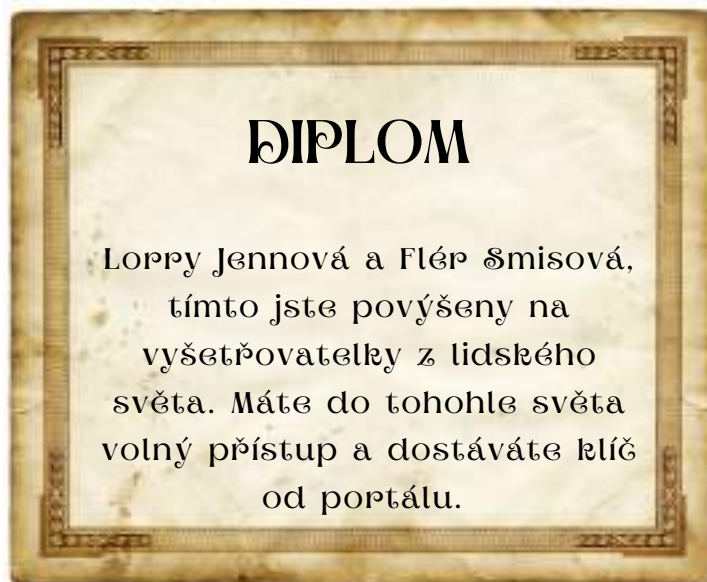 DIPLOM
Lorry Jennová a Flér Smisová,
tímto jste povýšeny na
vyšetřovatelky z lidského
světa. Máte do tohohle světa
volný přístup a dostáváte klíč
od portálu.